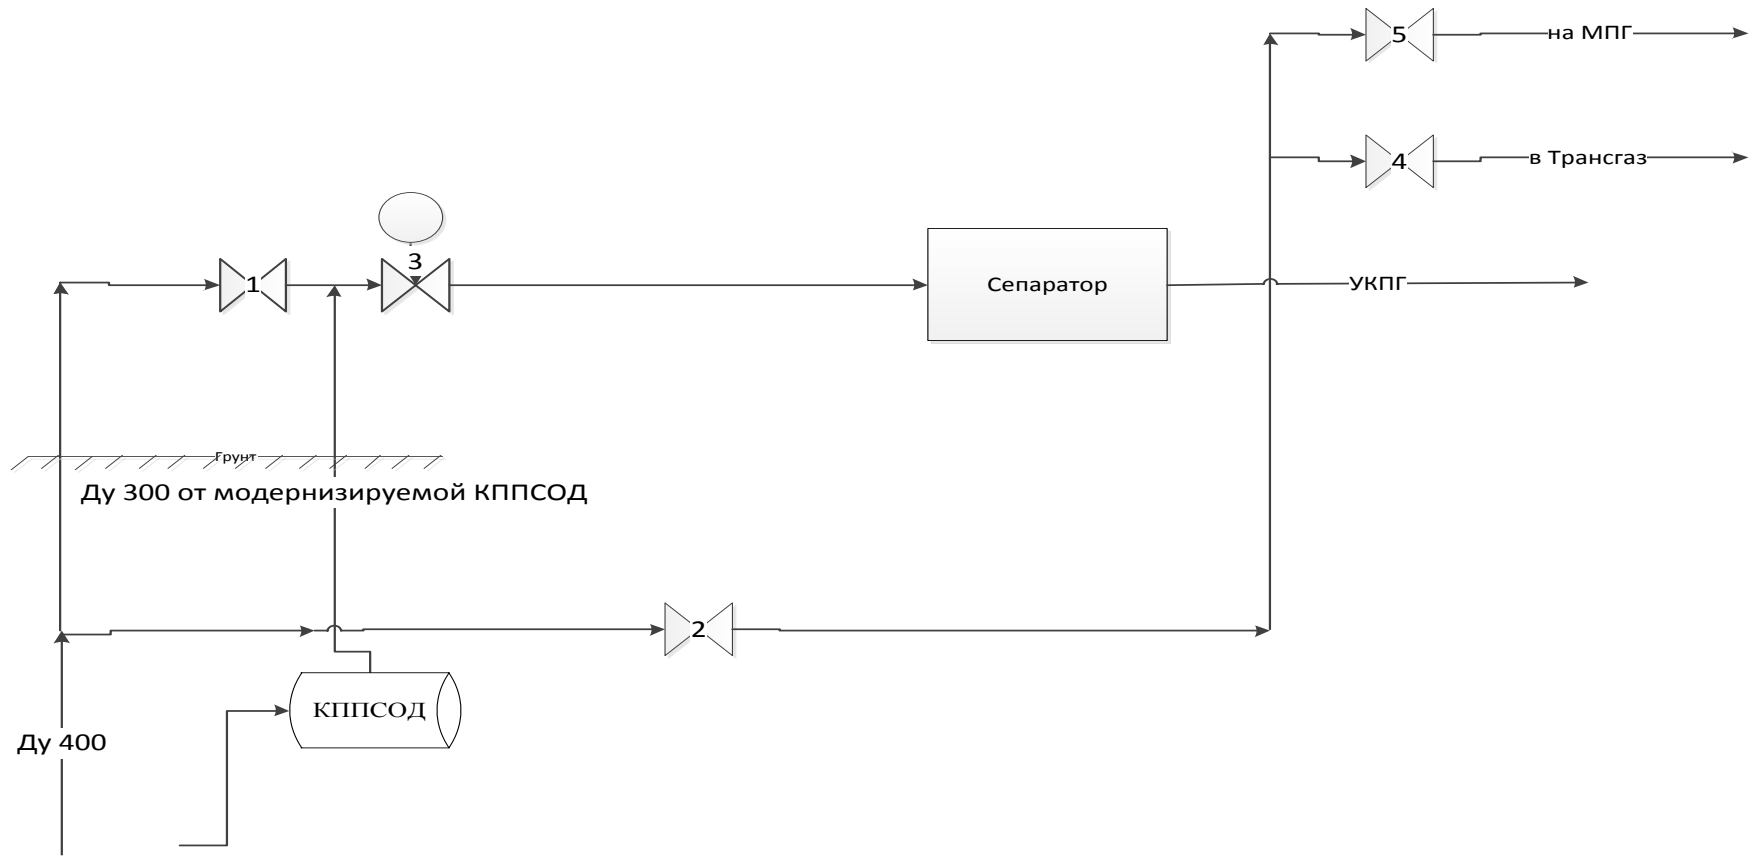 5
на МПГ
4
в Трансгаз
3
1
Сепаратор
УКПГ
Грунт
Ду 300 от модернизируемой КППСОД
2
КППСОД
Ду 400